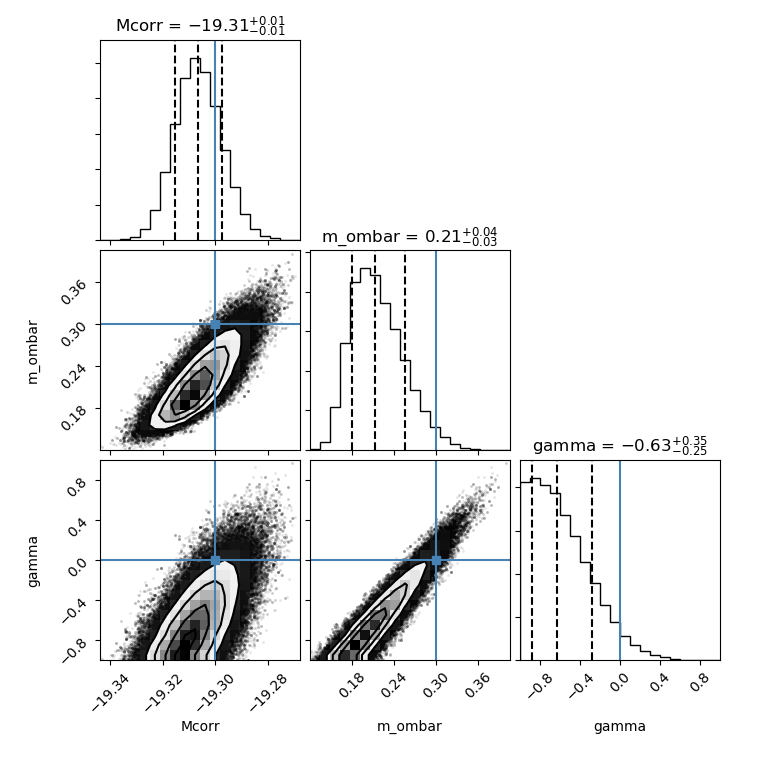 Mcorr = −19.31 +0.01 −0.01
m_ombar = 0.21 +0.04 −0.03
0.36
0.30
0.24
0.18
m_ombar
gamma = −0.63 +0.35 −0.25
0.8
0.4
0.0
−0.4
−0.8
gamma
−19.34 −19.32 −19.30 −19.28
0.18 0.24 0.30 0.36
−0.8 −0.4 0.0 0.4 0.8
Mcorr m_ombar gamma